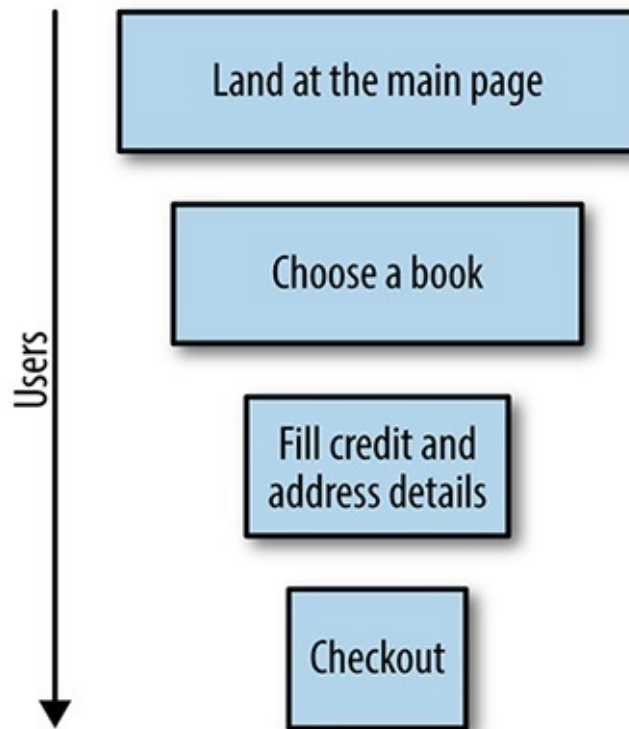 Land at the main page
Choose a book
Users
Fill credit and
address details
Checkout